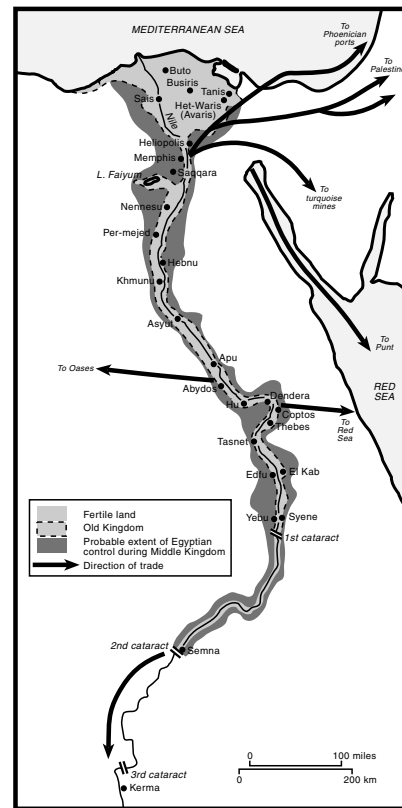 MEDITERRANEAN SEA
To
Phoenician
ports
To
Palestine
Buto
Busiris
Tanis
Sais
Het-Waris
(Avaris)
Nile
Heliopolis
Memphis
Saqqara
L. Faiyum
To
turquoise
mines
Nennesu
Per-mejed
Hebnu
Khmunu
Asyut
To
Punt
Apu
To Oases
Abydos
Dendera
RED
SEA
Hu
Coptos
Thebes
To
Red
Sea
Tasnet
Edfu
El Kab
Yebu
Syene
1st cataract
Fertile land
Old Kingdom
Probable extent of Egyptian
control during Middle Kingdom
Direction of trade
2nd cataract
Semna
3rd cataract
Kerma
0
100 miles
0
200 km